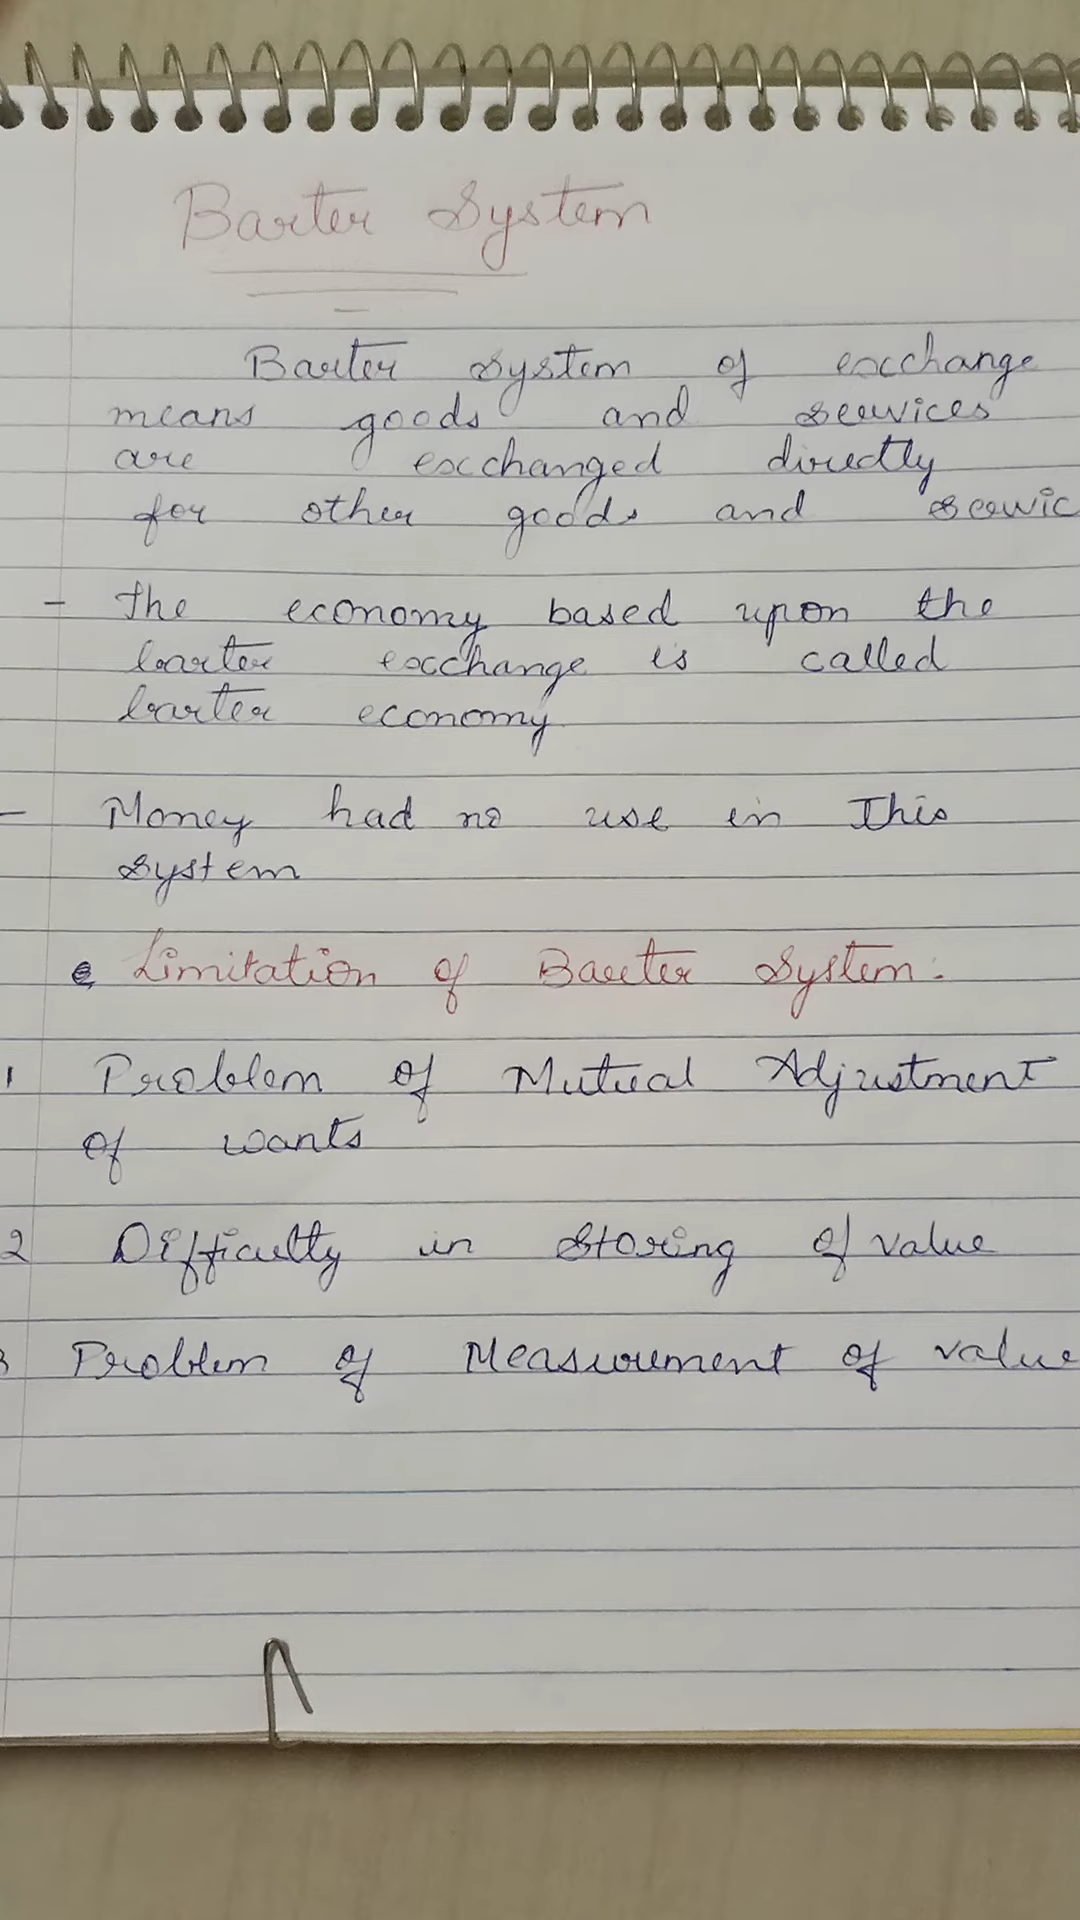 Barter System
Barter system of exchange
means goods and services
are exchanged directly
for other goods and servic
- The economy based upon the
barter exchange is called
barter economy
- Money had no use in This
system
Limitation of Barter System:
1 Problem of Mutual Adjustment
of wants
2 Difficulty in storing of value
3 Problem of Measurement of value